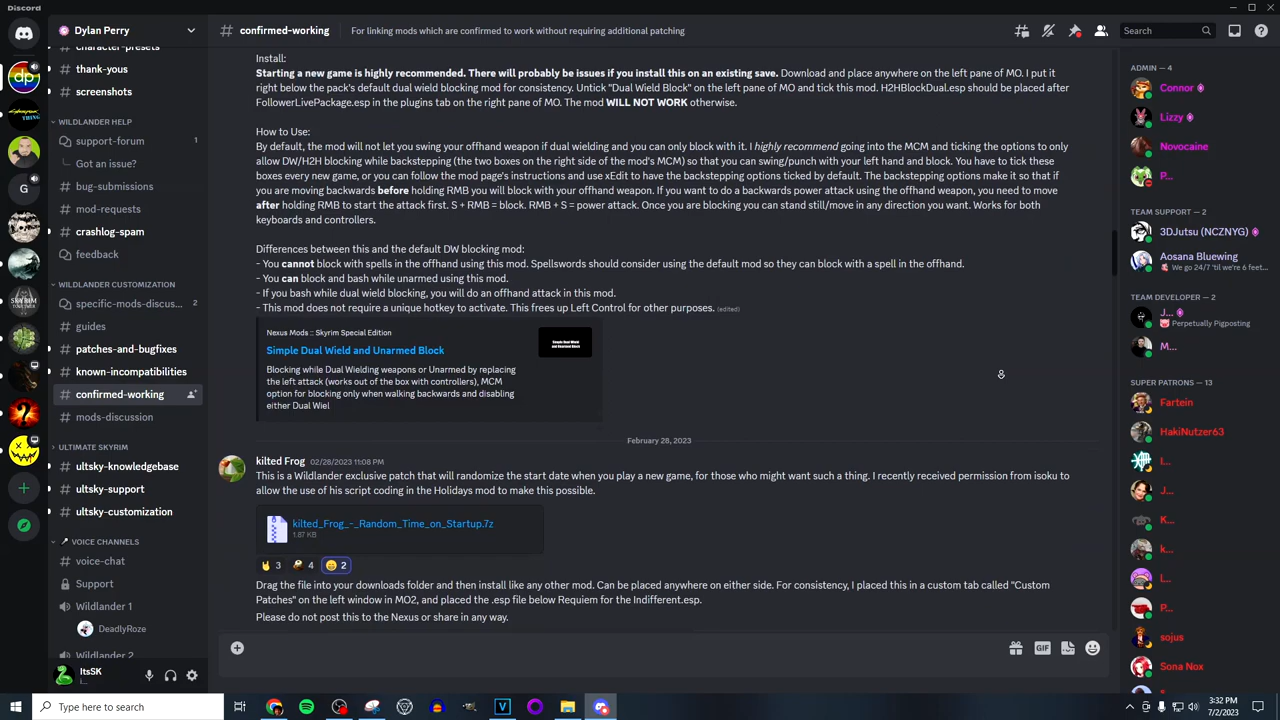 Discord
Dylan Perry
confirmed-working
For linking mods which are confirmed to work without requiring additional patching
Search
character-presets
thank-yous
screenshots
WILDLANDER HELP
support-forum
1
Got an issue?
bug-submissions
mod-requests
crashlog-spam
feedback
WILDLANDER CUSTOMIZATION
specific-mods-discus...
2
guides
patches-and-bugfixes
known-incompatibilities
confirmed-working
mods-discussion
ULTIMATE SKYRIM
ultsky-knowledgebase
ultsky-support
ultsky-customization
VOICE CHANNELS
voice-chat
Support
Wildlander 1
DeadlyRoze
Wildlander 2
ItsSK
Install:
Starting a new game is highly recommended. There will probably be issues if you install this on an existing save. Download and place anywhere on the left pane of MO. I put it
right below the pack's default dual wield blocking mod for consistency. Untick "Dual Wield Block" on the left pane of MO and tick this mod. H2HBlockDual.esp should be placed after
FollowerLivePackage.esp in the plugins tab on the right pane of MO. The mod WILL NOT WORK otherwise.
How to Use:
By default, the mod will not let you swing your offhand weapon if dual wielding and you can only block with it. I highly recommend going into the MCM and ticking the options to only
allow DW/H2H blocking while backstepping (the two boxes on the right side of the mod's MCM) so that you can swing/punch with your left hand and block. You have to tick these
boxes every new game, or you can follow the mod page's instructions and use xEdit to have the backstepping options ticked by default. The backstepping options make it so that if
you are moving backwards before holding RMB you will block with your offhand weapon. If you want to do a backwards power attack using the offhand weapon, you need to move
after holding RMB to start the attack first. S + RMB = block. RMB + S = power attack. Once you are blocking you can stand still/move in any direction you want. Works for both
keyboards and controllers.
Differences between this and the default DW blocking mod:
- You cannot block with spells in the offhand using this mod. Spellswords should consider using the default mod so they can block with a spell in the offhand.
- You can block and bash while unarmed using this mod.
- If you bash while dual wield blocking, you will do an offhand attack in this mod.
- This mod does not require a unique hotkey to activate. This frees up Left Control for other purposes. (edited)
Nexus Mods :: Skyrim Special Edition
Simple Dual Wield and Unarmed Block
Blocking while Dual Wielding weapons or Unarmed by replacing
the left attack (works out of the box with controllers), MCM
option for blocking only when walking backwards and disabling
either Dual Wiel
Simple Dual Wield
and Unarmed Block
February 28, 2023
kilted Frog 02/28/2023 11:08 PM
This is a Wildlander exclusive patch that will randomize the start date when you play a new game, for those who might want such a thing. I recently received permission from isoku to
allow the use of his script coding in the Holidays mod to make this possible.
kilted_Frog_-_Random_Time_on_Startup.7z
1.87 KB
3
4
2
Drag the file into your downloads folder and then install like any other mod. Can be placed anywhere on either side. For consistency, I placed this in a custom tab called "Custom
Patches" on the left window in MO2, and placed the .esp file below Requiem for the Indifferent.esp.
Please do not post this to the Nexus or share in any way.
GIF
ADMIN — 4
Connor
Lizzy
Novocaine
P...
TEAM SUPPORT — 2
3DJutsu (NCZNYG)
Aosana Bluewing
We go 24/7 'til we're 6 feet...
TEAM DEVELOPER — 2
J...
Perpetually Pigposting
M...
SUPER PATRONS — 13
Fartein
HakiNutzer63
I...
J...
K...
k...
L...
P...
sojus
Sona Nox
Type here to search
3:32 PM
7/2/2023